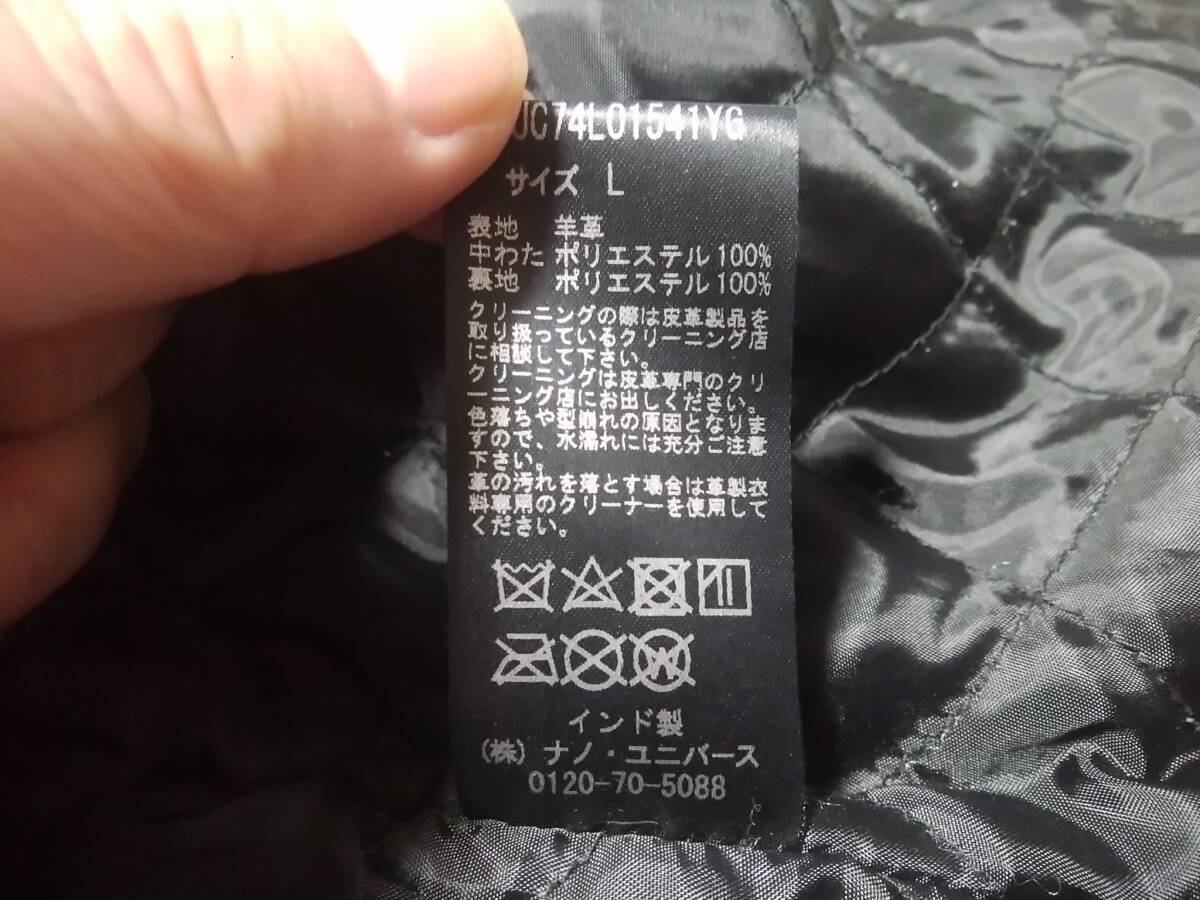 JC74L01541YG
サイズ L
表地 羊革
中わた ポリエステル100%
裏地 ポリエステル100%
クリーニングの際は皮革製品を
取り扱っているクリーニング店
に相談して下さい。
クリーニングは皮革専門のクリ
ーニング店にお出しください。
色落ちや型崩れの原因となりま
すので、水濡れには充分ご注意
下さい。
革の汚れを落とす場合は革製衣
料専用のクリーナーを使用して
ください。
インド製
(株)ナノ・ユニバース
0120-70-5088